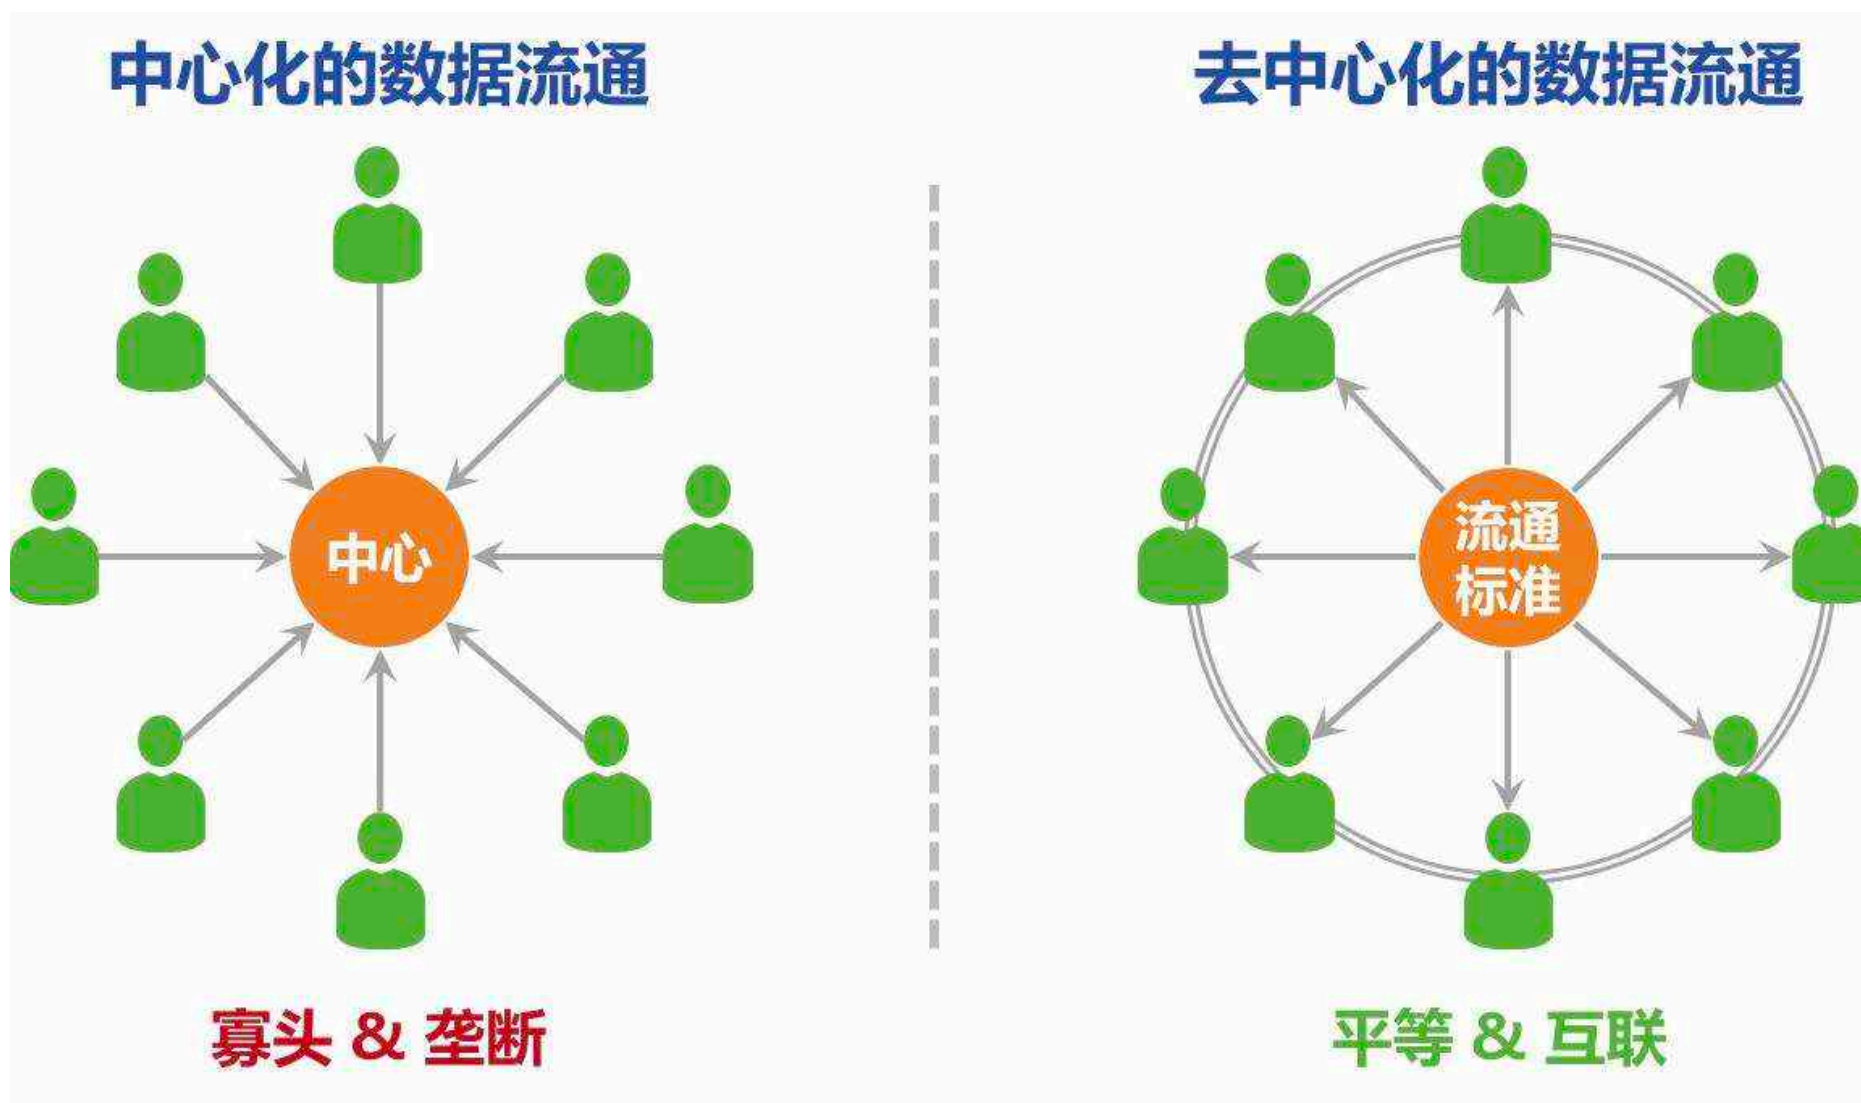 中心化的数据流通
中心
寡头 & 垄断
去中心化的数据流通
流通
标准
平等 & 互联